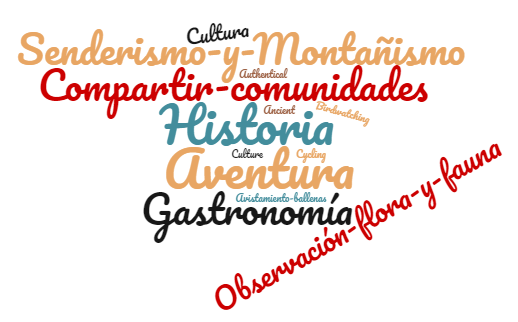 Cultura
Senderismo-y-Montañismo
Authentical
Compartir-comunidades
Ancient
Birdwatching
Historia
Culture
Cycling
Aventura
Avistamiento-ballenas
Gastronomía
Observación-flora-y-fauna